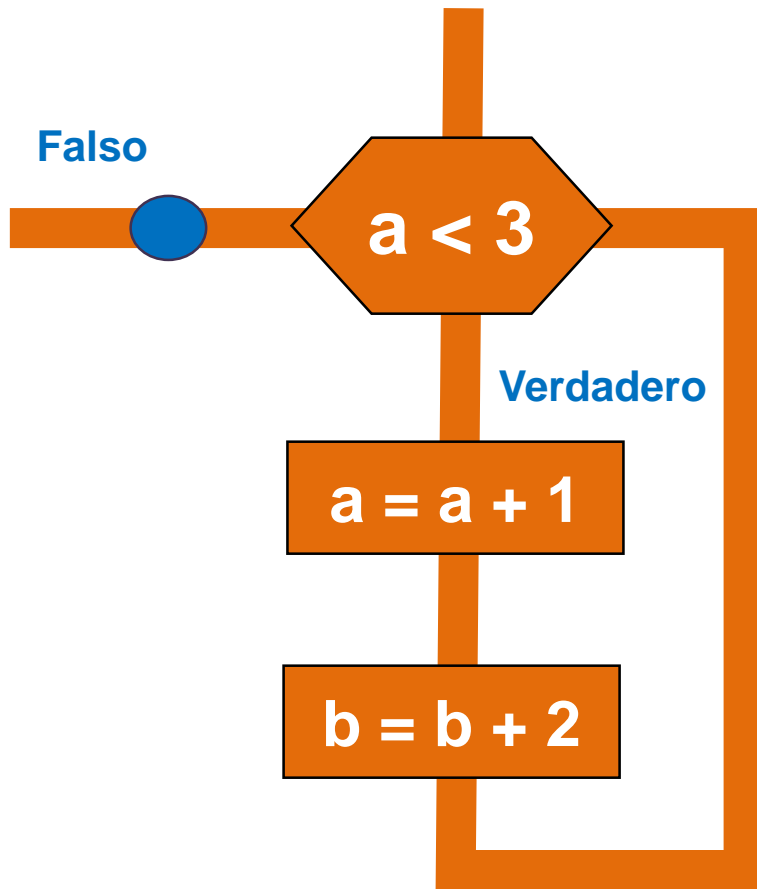 Falso
a < 3
Verdadero
a = a + 1
b = b + 2